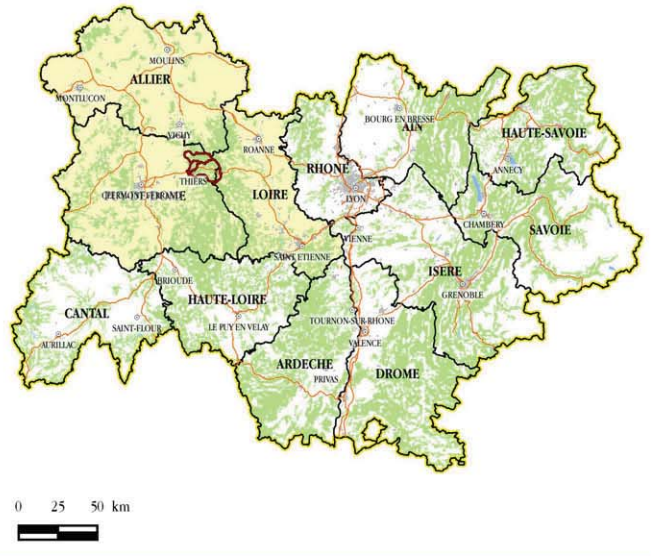 MOULINS
ALLIER
MONTLUCON
VICHY
BOURG EN BRESSE
AIN
HAUTE-SAVOIE
ROANNE
RHONE
ANNECY
THIERS
LOIRE
LYON
CHAMBERY
SAVOIE
VIENNE
SAINT ETIENNE
ISERE
BRIOUDE
HAUTE-LOIRE
GRENOBLE
CANTAL
SAINT-FLOUR
LE PUY EN VELAY
TOURNON-SUR-RHONE
AURILLAC
VALENCE
ARDECHE
PRIVAS
DROME
0 25 50 km